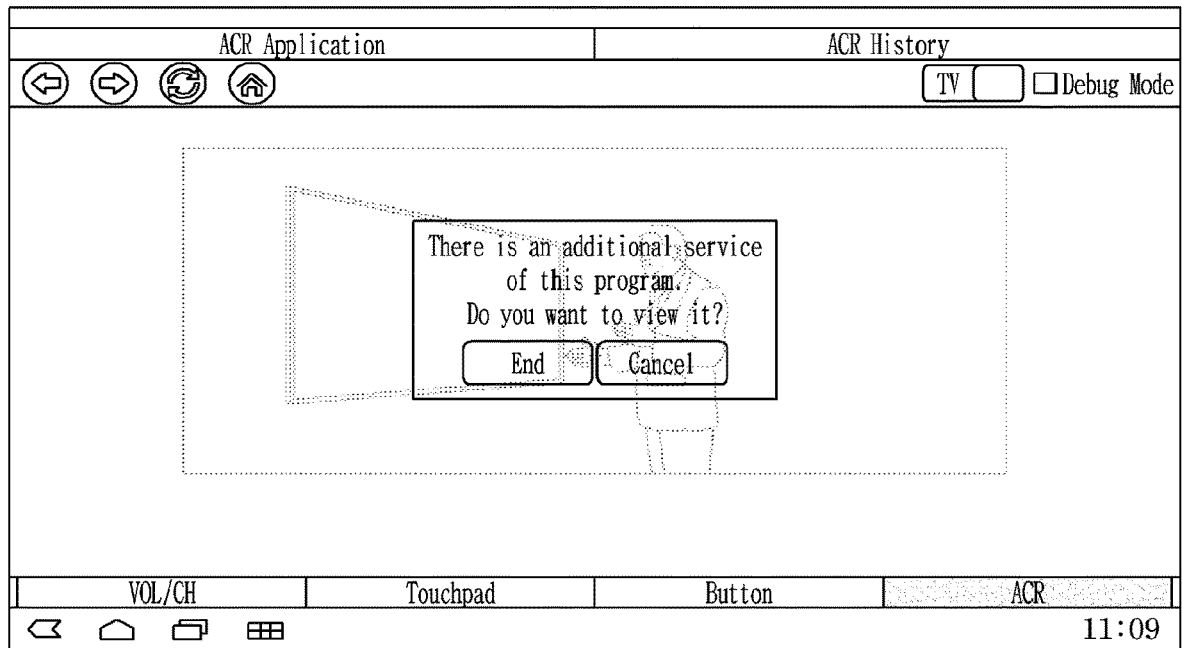 ACR Application ACR History
TV Debug Mode
There is an additional service
of this program.
Do you want to view it?
End Cancel
VOL/CH Touchpad Button ACR
11:09